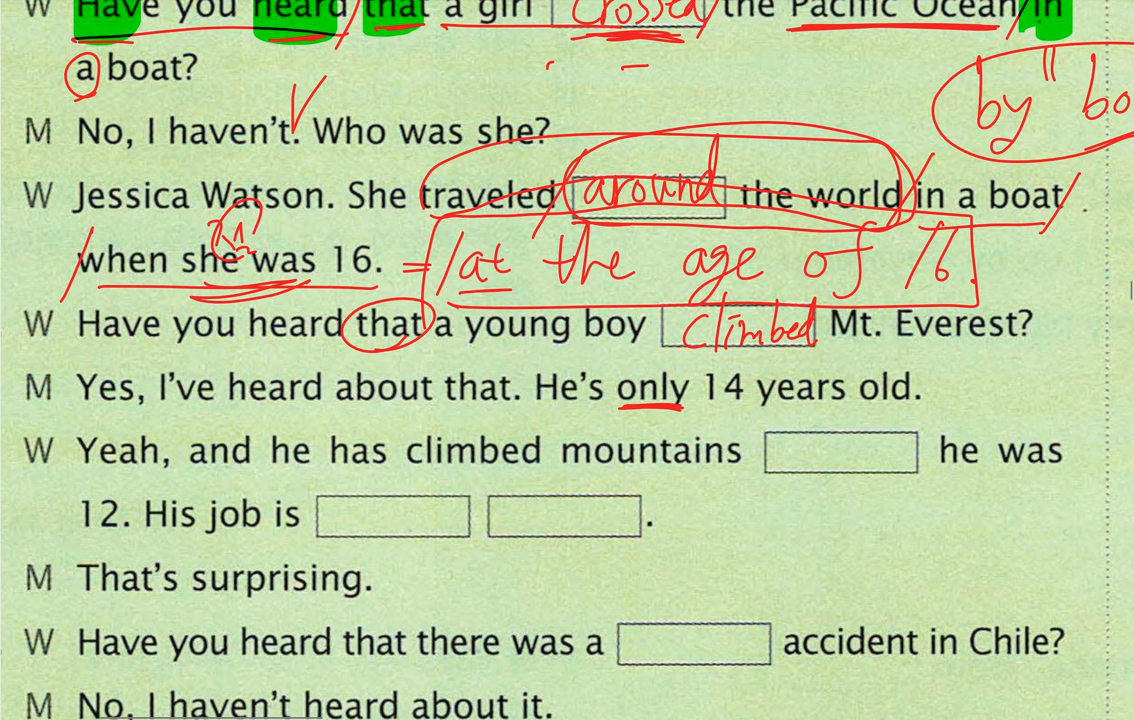 W Have you heard that a girl crossed the Pacific Ocean in
a boat?
by "bo
M No, I haven't. Who was she?
W Jessica Watson. She traveled around the world in a boat
when she was 16. = at the age of 16.
W Have you heard that a young boy climbed Mt. Everest?
M Yes, I've heard about that. He's only 14 years old.
W Yeah, and he has climbed mountains he was
12. His job is .
M That's surprising.
W Have you heard that there was a accident in Chile?
M No, I haven't heard about it.